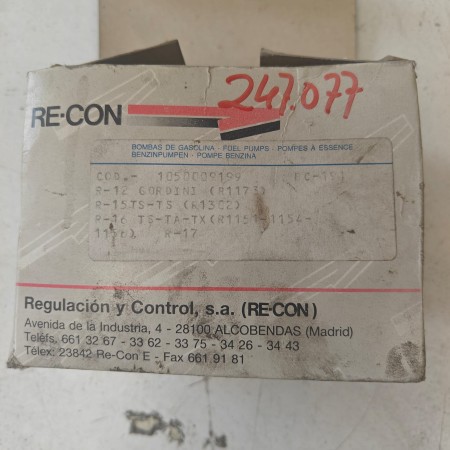 RE-CON
247.077
BOMBAS DE GASOLINA - FUEL PUMPS - POMPES À ESSENCE
BENZINPUMPEN - POMPE BENZINA
COD.- 1050009199
R-12 GORDINI (R1173)
R-15TS-TS (R13C2)
R-16 TS-TA-TX(R1151-1154-
1156) R-17
Regulación y Control, s.a. (RE-CON)
Avenida de la Industria, 4 - 28100 ALCOBENDAS (Madrid)
Teléfs. 661 32 67 - 33 62 - 33 75 - 34 26 - 34 43
Télex: 23842 Re-Con E - Fax 661 91 81